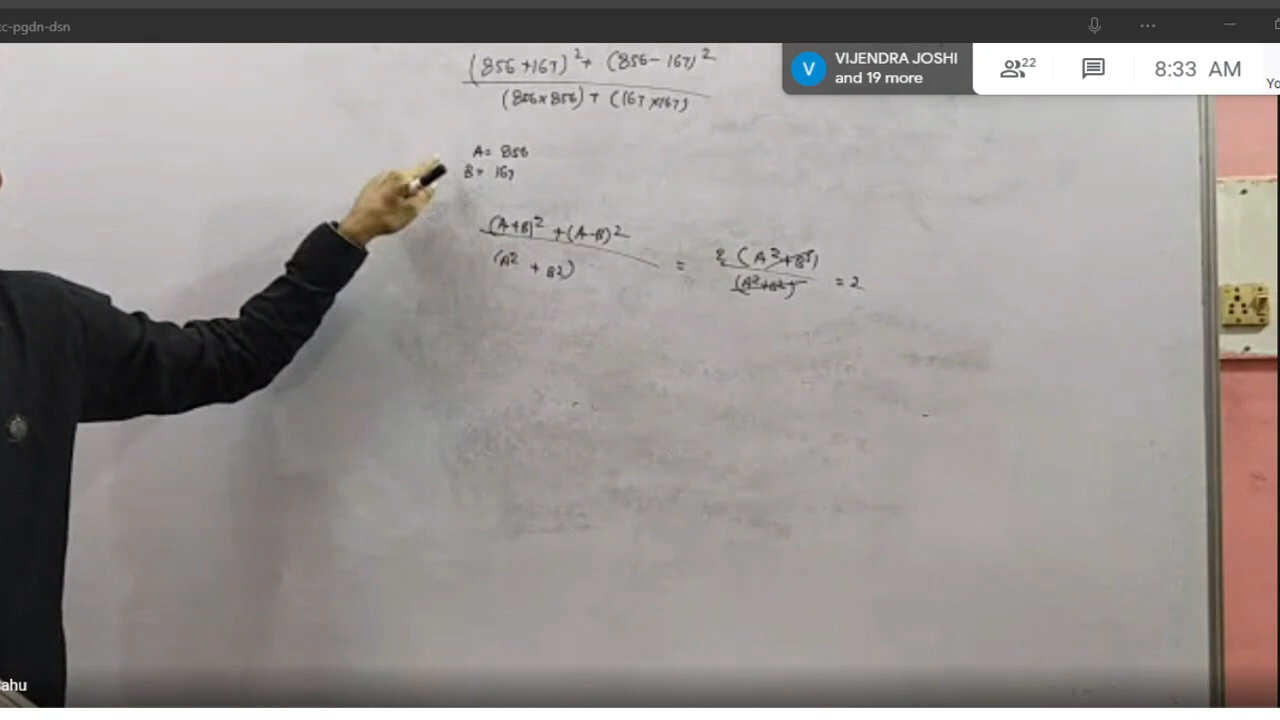 c-pgdn-dsn
VIJENDRA JOSHI
and 19 more
22
8:33 AM
Yo
(856+167)²+ (856-167)²
(856×856) + (167×167)
A= 856
B= 167
(A+B)² +(A-B)²
(A² + B2)
=
2 (A²+B²)
(A²+B²)
= 2
ahu